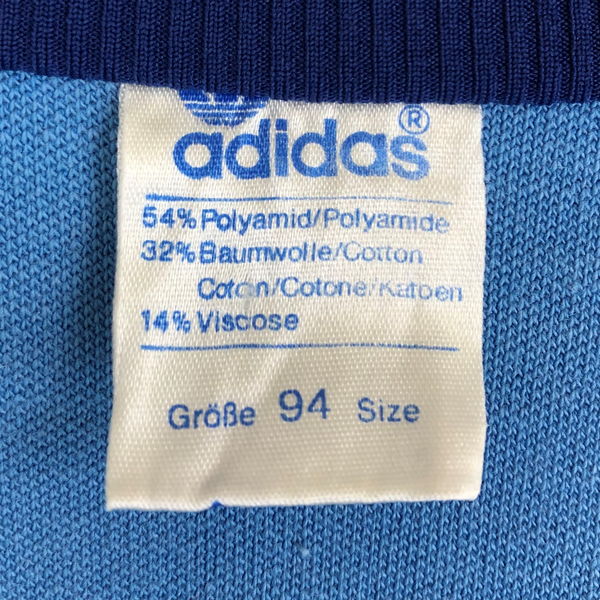 adidas®
54% Polyamid/Polyamide
32% Baumwolle/Cotton
Coton/Cotone/Katoen
14% Viscose
Größe 94 Size